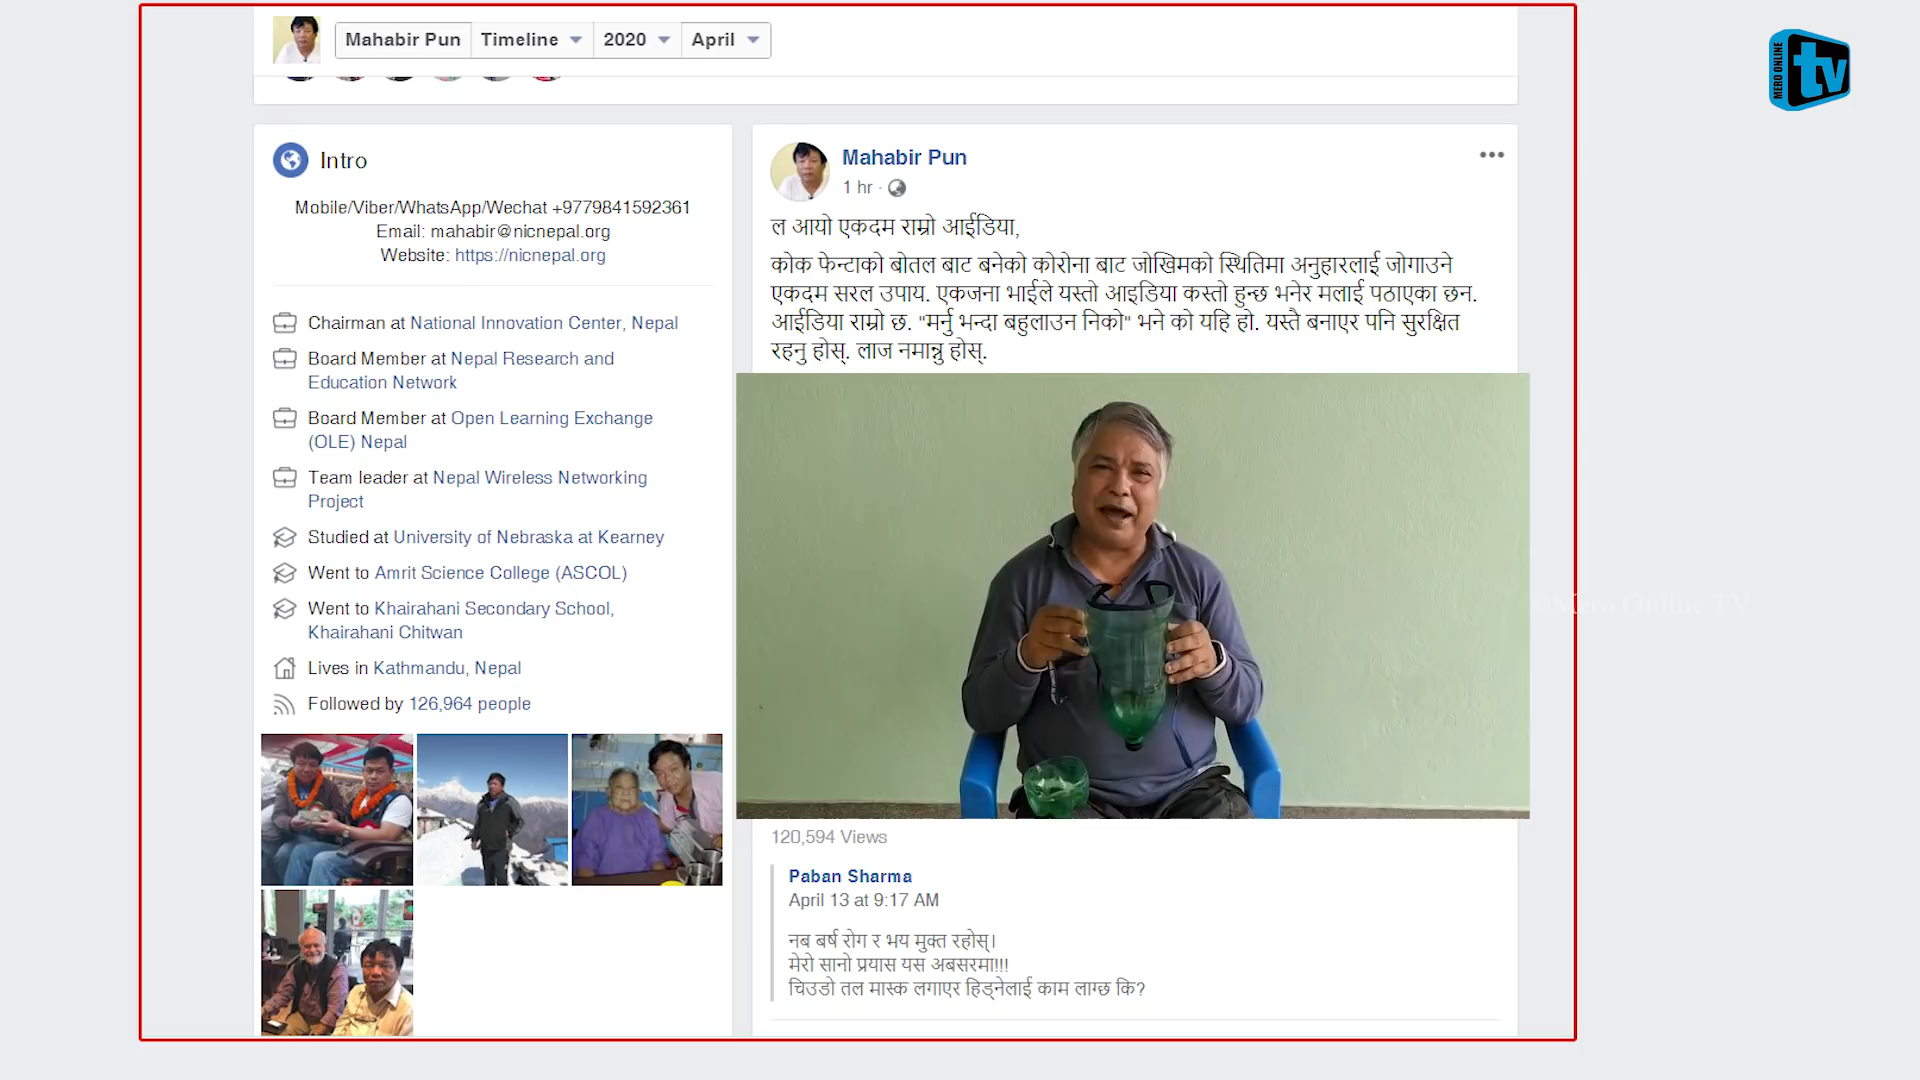 Mahabir Pun Timeline 2020 April
MERO ONLINE tv
Intro
Mobile/Viber/WhatsApp/Wechat +9779841592361
Email: mahabir@nicnepal.org
Website: https://nicnepal.org
Chairman at National Innovation Center, Nepal
Board Member at Nepal Research and
Education Network
Board Member at Open Learning Exchange
(OLE) Nepal
Team leader at Nepal Wireless Networking
Project
Studied at University of Nebraska at Kearney
Went to Amrit Science College (ASCOL)
Went to Khairahani Secondary School,
Khairahani Chitwan
Lives in Kathmandu, Nepal
Followed by 126,964 people
Mahabir Pun
1 hr ·
ल आयो एकदम राम्रो आईडिया,
कोक फेन्टाको बोतल बाट बनेको कोरोना बाट जोखिमको स्थितिमा अनुहारलाई जोगाउने
एकदम सरल उपाय. एकजना भाईले यस्तो आइडिया कस्तो हुन्छ भनेर मलाई पठाएका छन.
आईडिया राम्रो छ. "मर्नु भन्दा बहुलाउन निको" भने को यहि हो. यस्तै बनाएर पनि सुरक्षित
रहनु होस्. लाज नमान्नु होस्.
©Mero Online TV
120,594 Views
Paban Sharma
April 13 at 9:17 AM
नब बर्ष रोग र भय मुक्त रहोस्।
मेरो सानो प्रयास यस अबसरमा!!!
चिउडो तल मास्क लगाएर हिड्नेलाई काम लाग्छ कि?